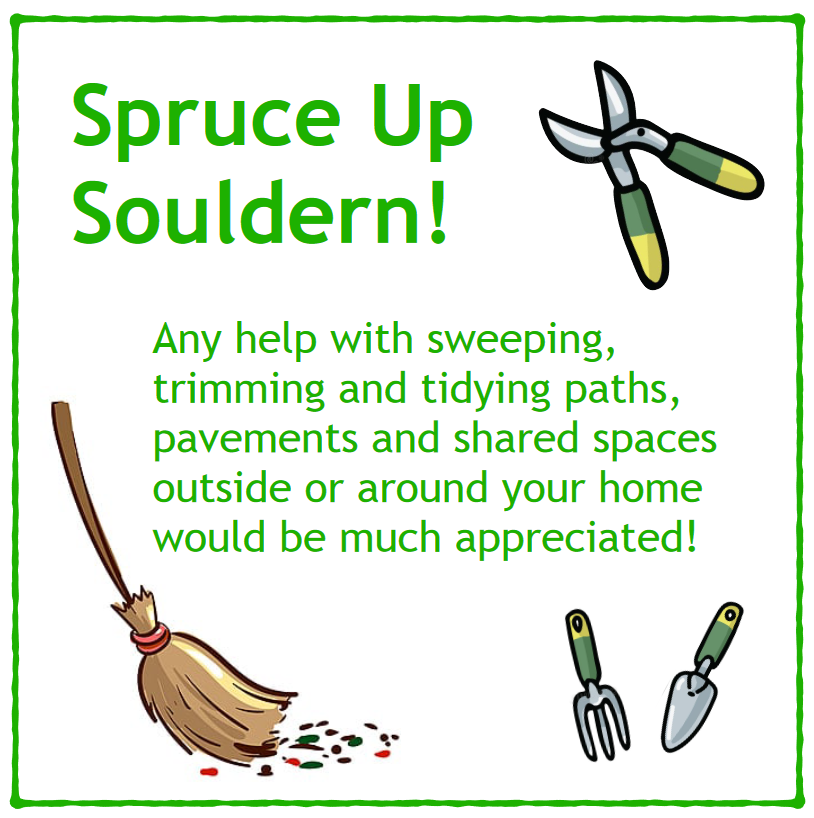 Spruce Up
Souldern!
Any help with sweeping,
trimming and tidying paths,
pavements and shared spaces
outside or around your home
would be much appreciated!